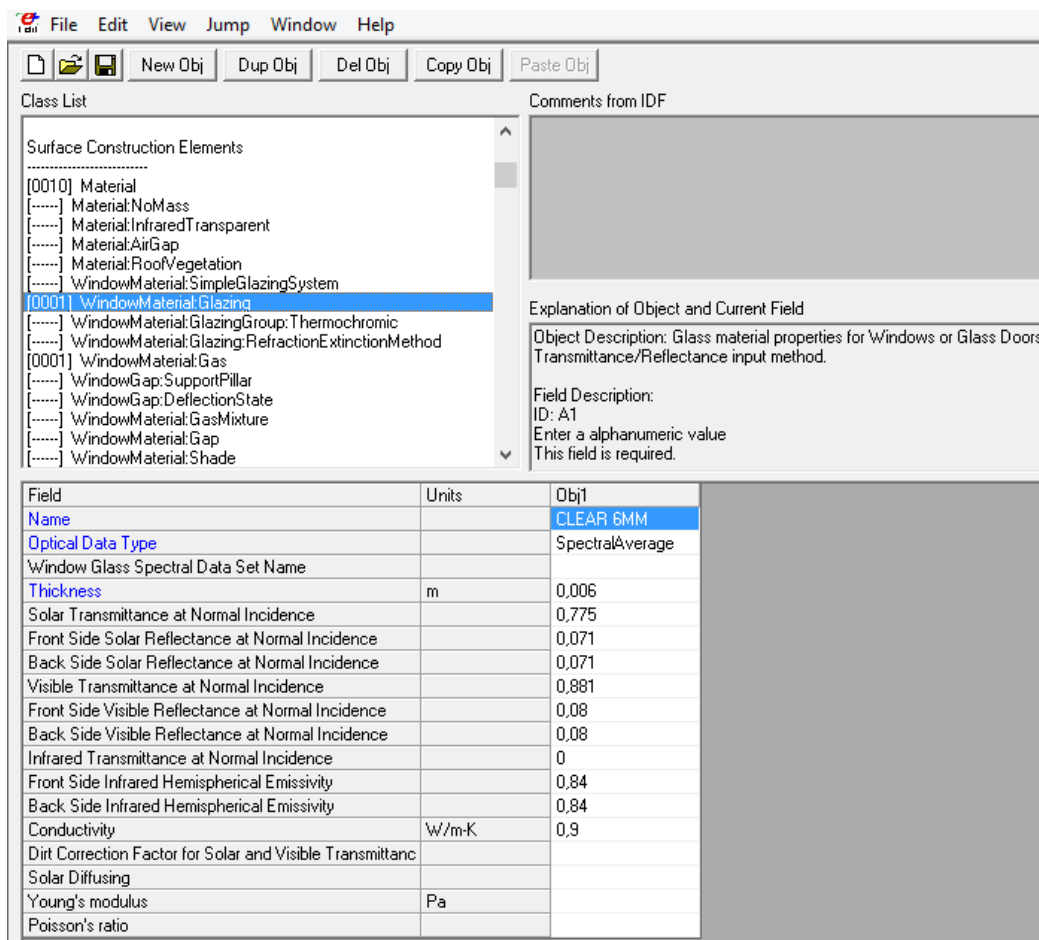 File Edit View Jump Window Help
New Obj Dup Obj Del Obj Copy Obj Paste Obj
Class List
Surface Construction Elements
---------------------------
[0010] Material
[------] Material:NoMass
[------] Material:InfraredTransparent
[------] Material:AirGap
[------] Material:RoofVegetation
[------] WindowMaterial:SimpleGlazingSystem
[0001] WindowMaterial:Glazing
[------] WindowMaterial:GlazingGroup:Thermochromic
[------] WindowMaterial:Glazing:RefractionExtinctionMethod
[0001] WindowMaterial:Gas
[------] WindowGap:SupportPillar
[------] WindowGap:DeflectionState
[------] WindowMaterial:GasMixture
[------] WindowMaterial:Gap
[------] WindowMaterial:Shade
Comments from IDF
Explanation of Object and Current Field
Object Description: Glass material properties for Windows or Glass Doors
Transmittance/Reflectance input method.
Field Description:
ID: A1
Enter a alphanumeric value
This field is required.
Field Units Obj1
Name CLEAR 6MM
Optical Data Type SpectralAverage
Window Glass Spectral Data Set Name
Thickness m 0,006
Solar Transmittance at Normal Incidence 0,775
Front Side Solar Reflectance at Normal Incidence 0,071
Back Side Solar Reflectance at Normal Incidence 0,071
Visible Transmittance at Normal Incidence 0,881
Front Side Visible Reflectance at Normal Incidence 0,08
Back Side Visible Reflectance at Normal Incidence 0,08
Infrared Transmittance at Normal Incidence 0
Front Side Infrared Hemispherical Emissivity 0,84
Back Side Infrared Hemispherical Emissivity 0,84
Conductivity W/m-K 0,9
Dirt Correction Factor for Solar and Visible Transmittanc
Solar Diffusing
Young's modulus Pa
Poisson's ratio